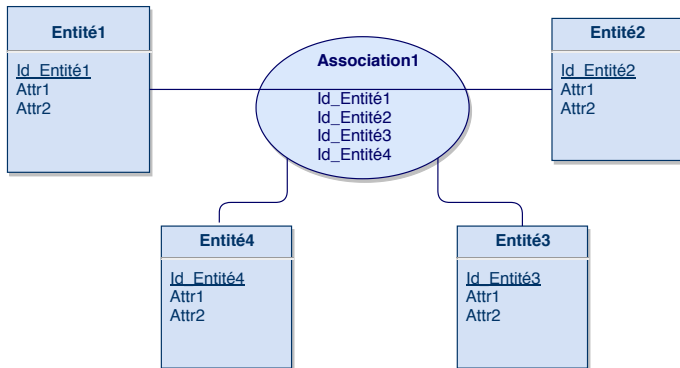 Entité1
Id_Entité1
Attr1
Attr2
Association1
Id_Entité1
Id_Entité2
Id_Entité3
Id_Entité4
Entité2
Id_Entité2
Attr1
Attr2
Entité4
Id_Entité4
Attr1
Attr2
Entité3
Id_Entité3
Attr1
Attr2